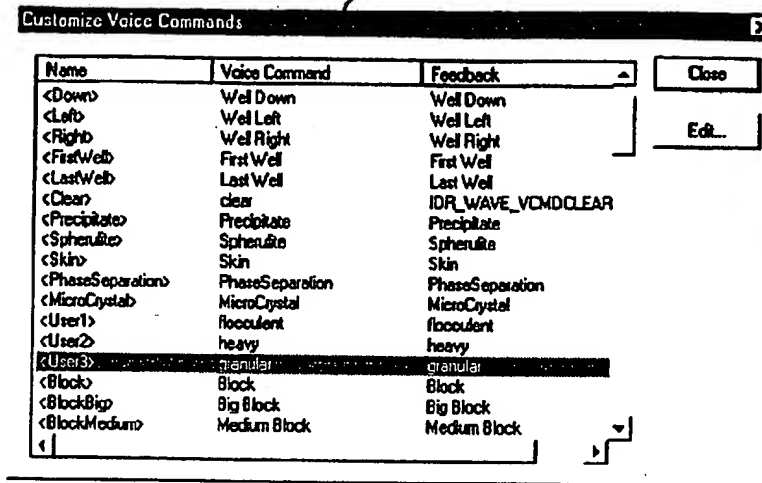 Customize Voice Commands
Name Voice Command Feedback Close
<Down> Well Down Well Down
<Left> Well Left Well Left
<Right> Well Right Well Right Edit...
<FirstWell> First Well First Well
<LastWell> Last Well Last Well
<Clear> clear IDR_WAVE_VCMDCLEAR
<Precipitate> Precipitate Precipitate
<Spherulite> Spherulite Spherulite
<Skin> Skin Skin
<PhaseSeparation> PhaseSeparation PhaseSeparation
<MicroCrystal> MicroCrystal MicroCrystal
<User1> flocculent flocculent
<User2> heavy heavy
<User3> granular granular
<Block> Block Block
<BlockBig> Big Block Big Block
<BlockMedium> Medium Block Medium Block